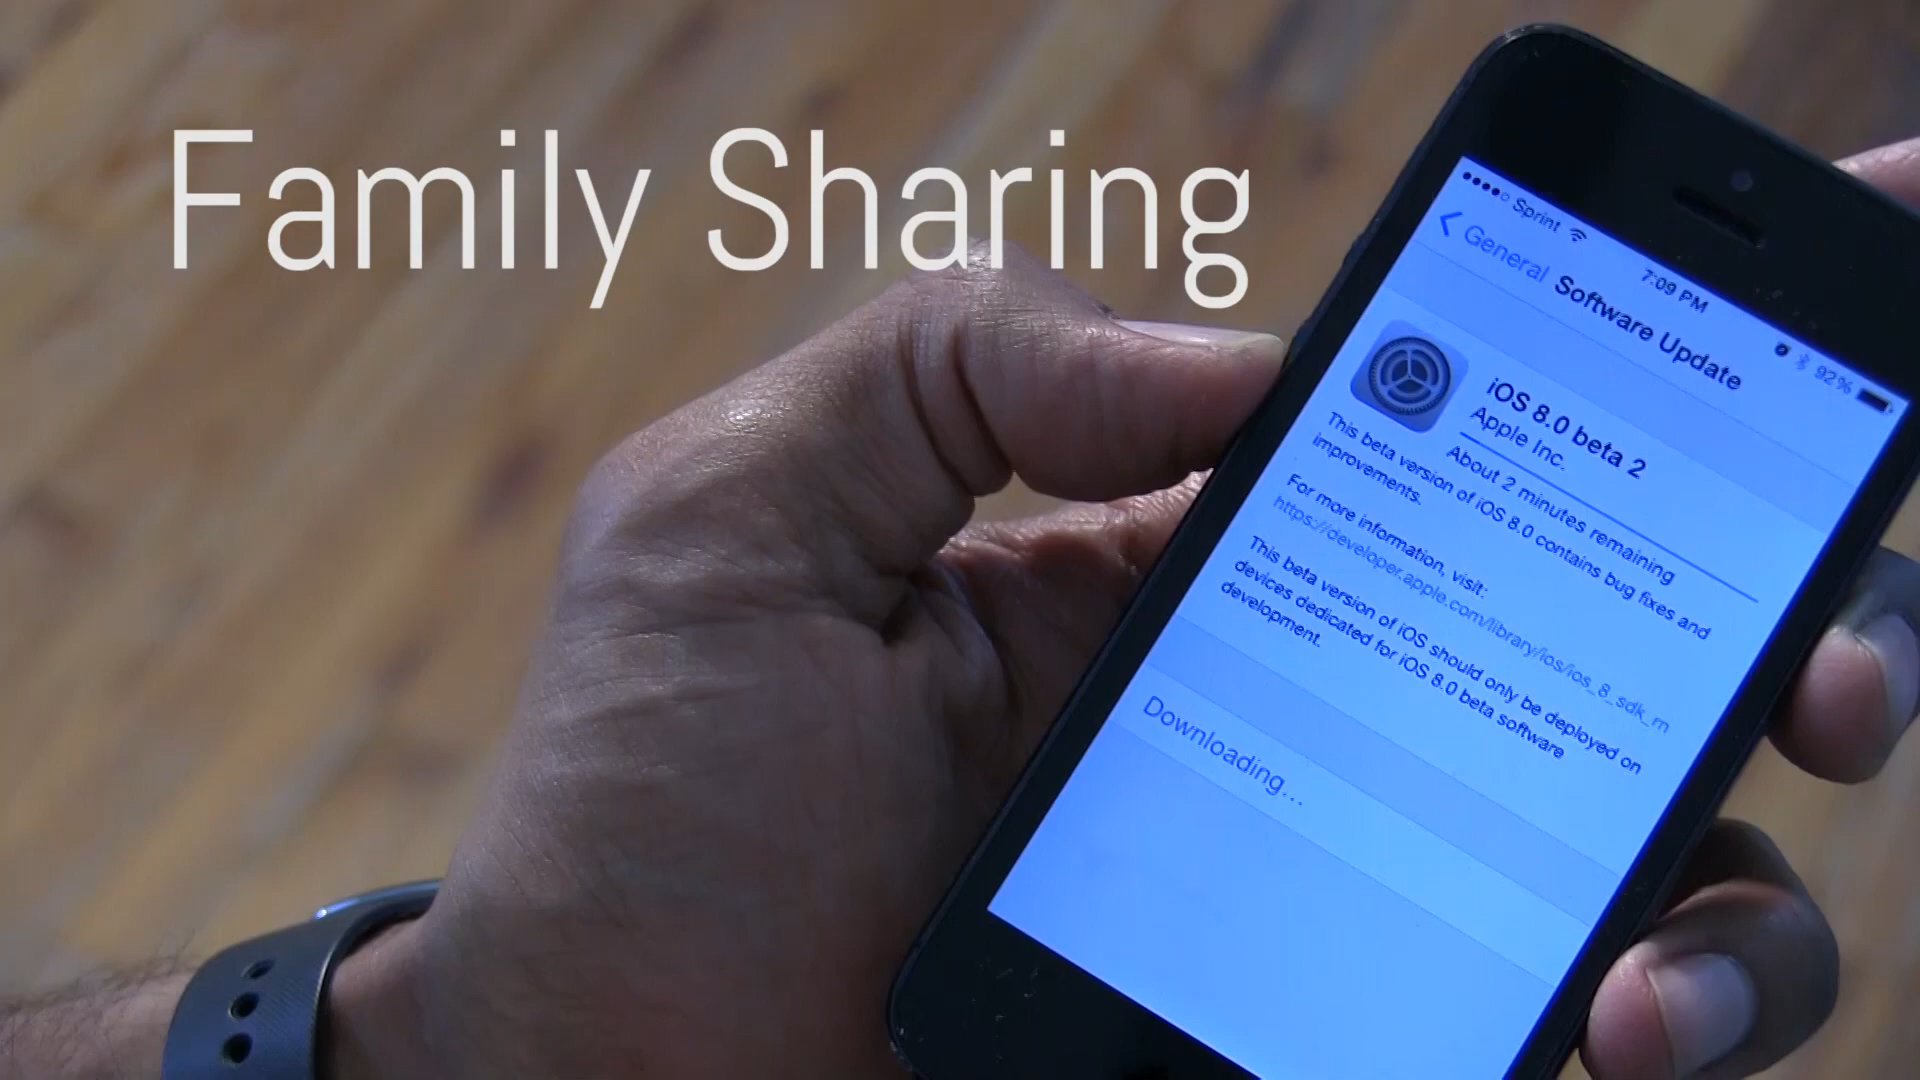 Family Sharing
Sprint
7:09 PM
92%
General
Software Update
iOS 8.0 beta 2
Apple Inc.
About 2 minutes remaining
This beta version of iOS 8.0 contains bug fixes and
improvements.
For more information, visit:
https://developer.apple.com/library/ios/ios_8_sdk_rn
This beta version of iOS should only be deployed on
devices dedicated for iOS 8.0 beta software
development.
Downloading...